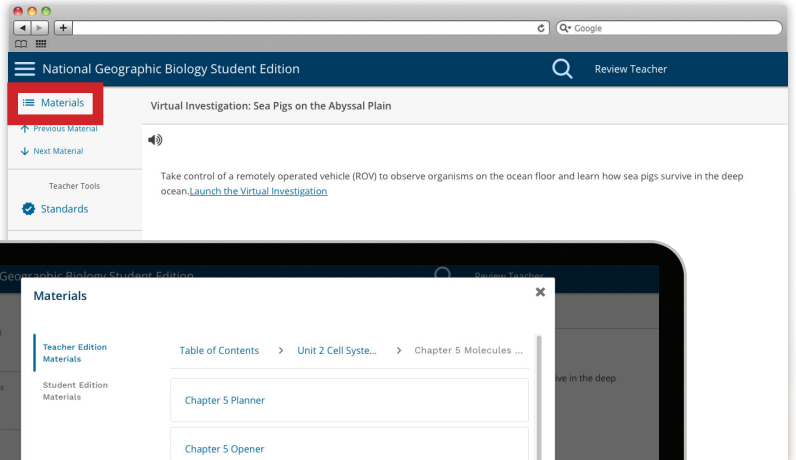 Google
National Geographic Biology Student Edition
Review Teacher
Materials
Virtual Investigation: Sea Pigs on the Abyssal Plain
Previous Material
Next Material
Take control of a remotely operated vehicle (ROV) to observe organisms on the ocean floor and learn how sea pigs survive in the deep
ocean.Launch the Virtual Investigation
Teacher Tools
Standards
Geographic Biology Student Edition
Review Teacher
Materials
Teacher Edition
Materials
Table of Contents > Unit 2 Cell Syste... > Chapter 5 Molecules ...
Student Edition
Materials
ive in the deep
Chapter 5 Planner
Chapter 5 Opener